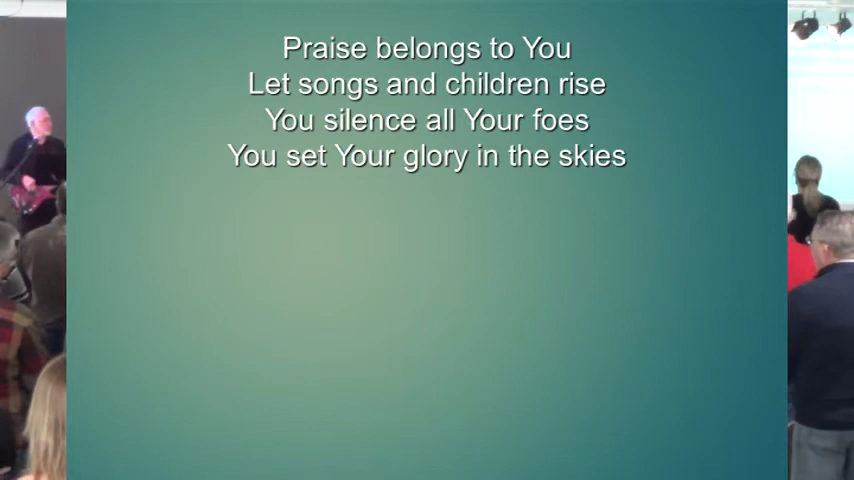 Praise belongs to You
Let songs and children rise
You silence all Your foes
You set Your glory in the skies